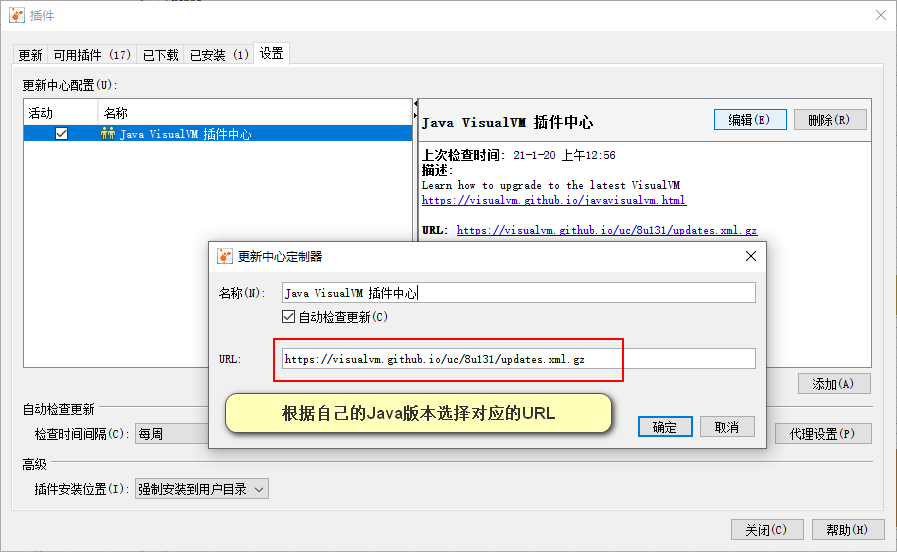 插件
更新 可用插件 (17) 已下载 已安装 (1) 设置
更新中心配置(U):
活动 名称
Java VisualVM 插件中心
Java VisualVM 插件中心 编辑(E) 删除(R)
上次检查时间: 21-1-20 上午12:56
描述:
Learn how to upgrade to the latest VisualVM
https://visualvm.github.io/javavisualvm.html
URL: https://visualvm.github.io/uc/8u131/updates.xml.gz
更新中心定制器
名称(N): Java VisualVM 插件中心
自动检查更新(C)
URL: https://visualvm.github.io/uc/8u131/updates.xml.gz
根据自己的Java版本选择对应的URL
确定 取消
添加(A)
自动检查更新
检查时间间隔(C): 每周 代理设置(P)
高级
插件安装位置(I): 强制安装到用户目录
关闭(C) 帮助(H)